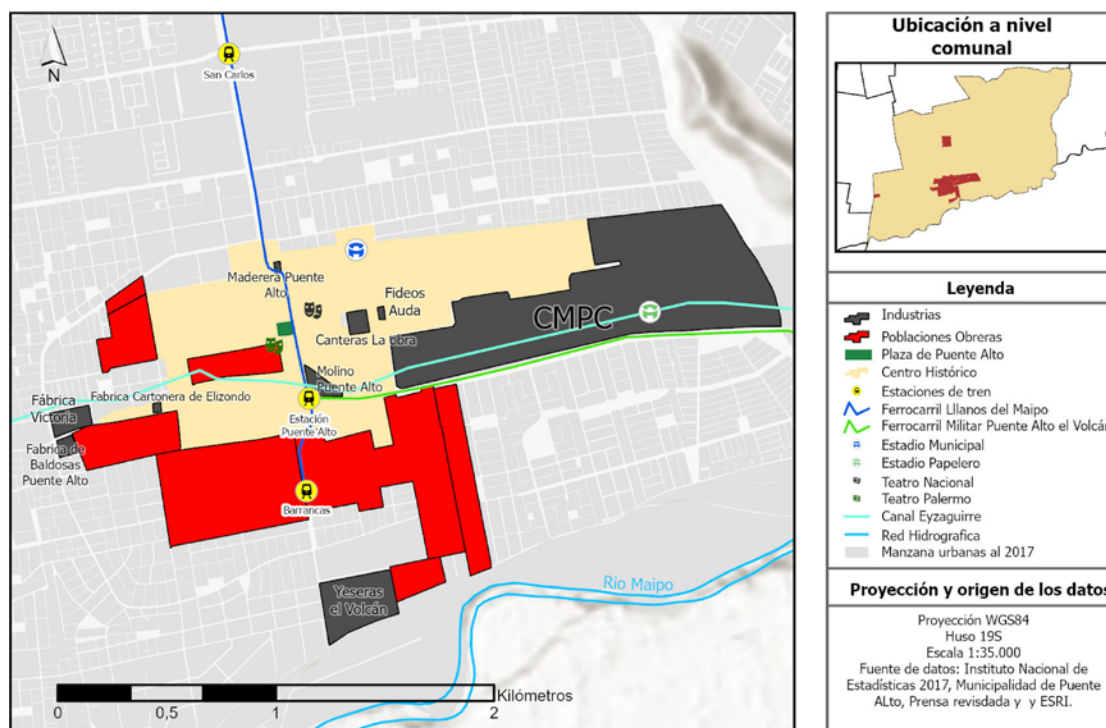 N
San Carlos
Maderera Puente
Alto
Fideos
Auda
Canteras La obra
CMPC
Molino
Puente Alto
Fabrica Cartonera de Elizondo
Fábrica
Victoria
Estación
Puente Alto
Fabrica de
Baldosas
Puente Alto
Barrancas
Yeseras
el Volcán
Río Maipo
Kilómetros
0 0,5 1 2
Ubicación a nivel
comunal
Leyenda
Industrias
Poblaciones Obreras
Plaza de Puente Alto
Centro Histórico
Estaciones de tren
Ferrocarril Lllanos del Maipo
Ferrocarril Militar Puente Alto el Volcán
Estadio Municipal
Estadio Papelero
Teatro Nacional
Teatro Palermo
Canal Eyzaguirre
Red Hidrografica
Manzana urbanas al 2017
Proyección y origen de los datos
Proyección WGS84
Huso 19S
Escala 1:35.000
Fuente de datos: Instituto Nacional de
Estadísticas 2017, Municipalidad de Puente
ALto, Prensa revisdada y y ESRI.